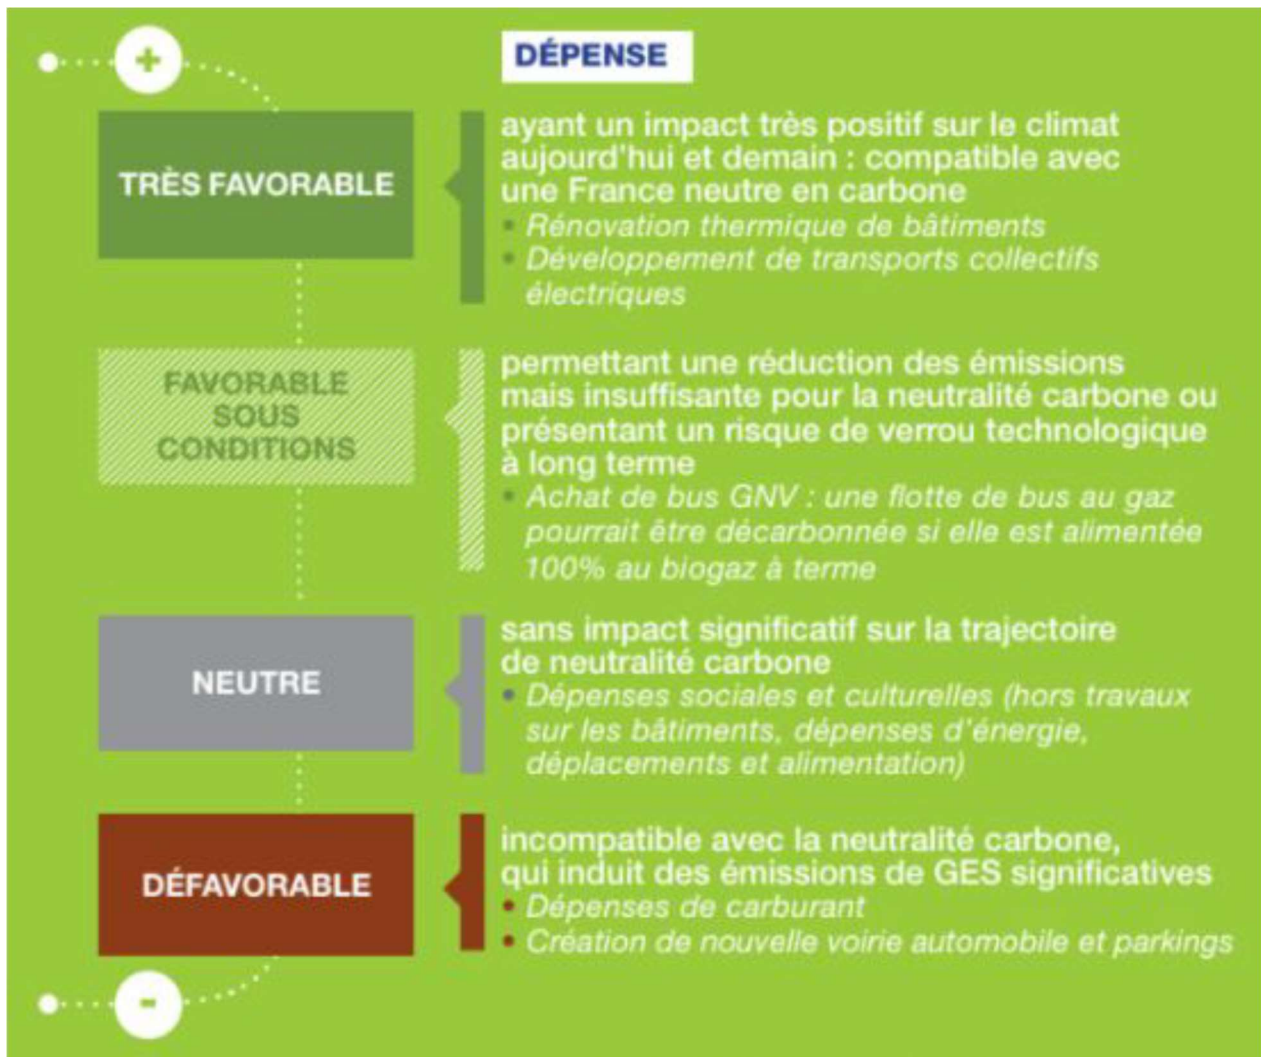 +
DÉPENSE
TRÈS FAVORABLE
ayant un impact très positif sur le climat
aujourd'hui et demain : compatible avec
une France neutre en carbone
• Rénovation thermique de bâtiments
• Développement de transports collectifs
électriques
FAVORABLE
SOUS
CONDITIONS
permettant une réduction des émissions
mais insuffisante pour la neutralité carbone ou
présentant un risque de verrou technologique
à long terme
• Achat de bus GNV : une flotte de bus au gaz
pourrait être décarbonnée si elle est alimentée
100% au biogaz à terme
NEUTRE
sans impact significatif sur la trajectoire
de neutralité carbone
• Dépenses sociales et culturelles (hors travaux
sur les bâtiments, dépenses d'énergie,
déplacements et alimentation)
DÉFAVORABLE
incompatible avec la neutralité carbone,
qui induit des émissions de GES significatives
• Dépenses de carburant
• Création de nouvelle voirie automobile et parkings
-